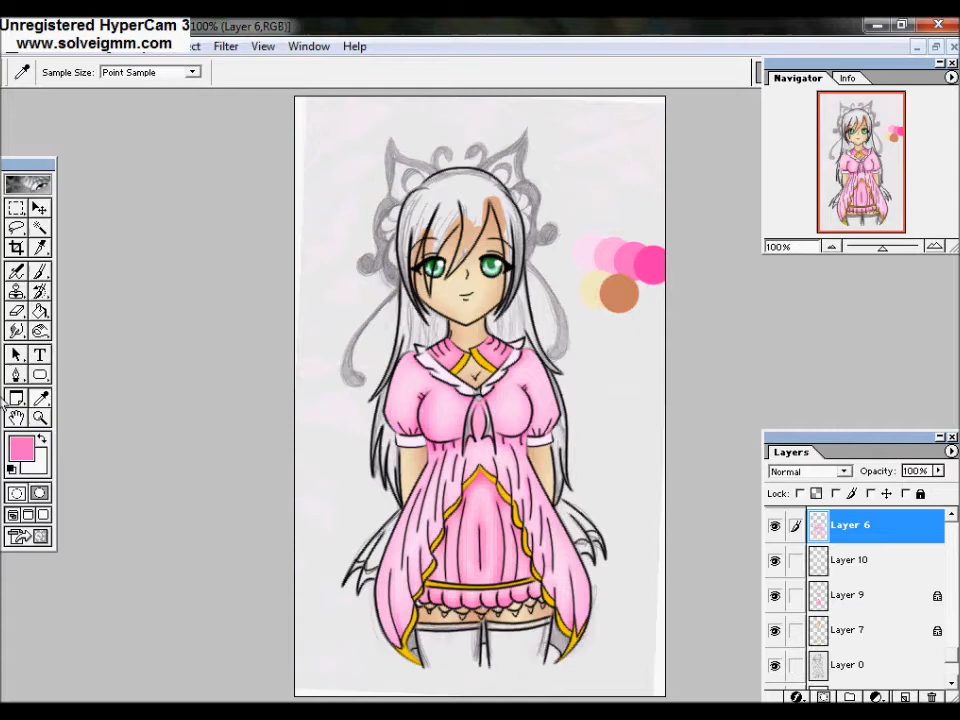 Unregistered HyperCam 3
www.solveigmm.com
100% (Layer 6,RGB)]
Filter View Window Help
Sample Size: Point Sample
Navigator Info
100%
Layers
Normal Opacity: 100%
Lock:
Layer 6
Layer 10
Layer 9
Layer 7
Layer 0
T